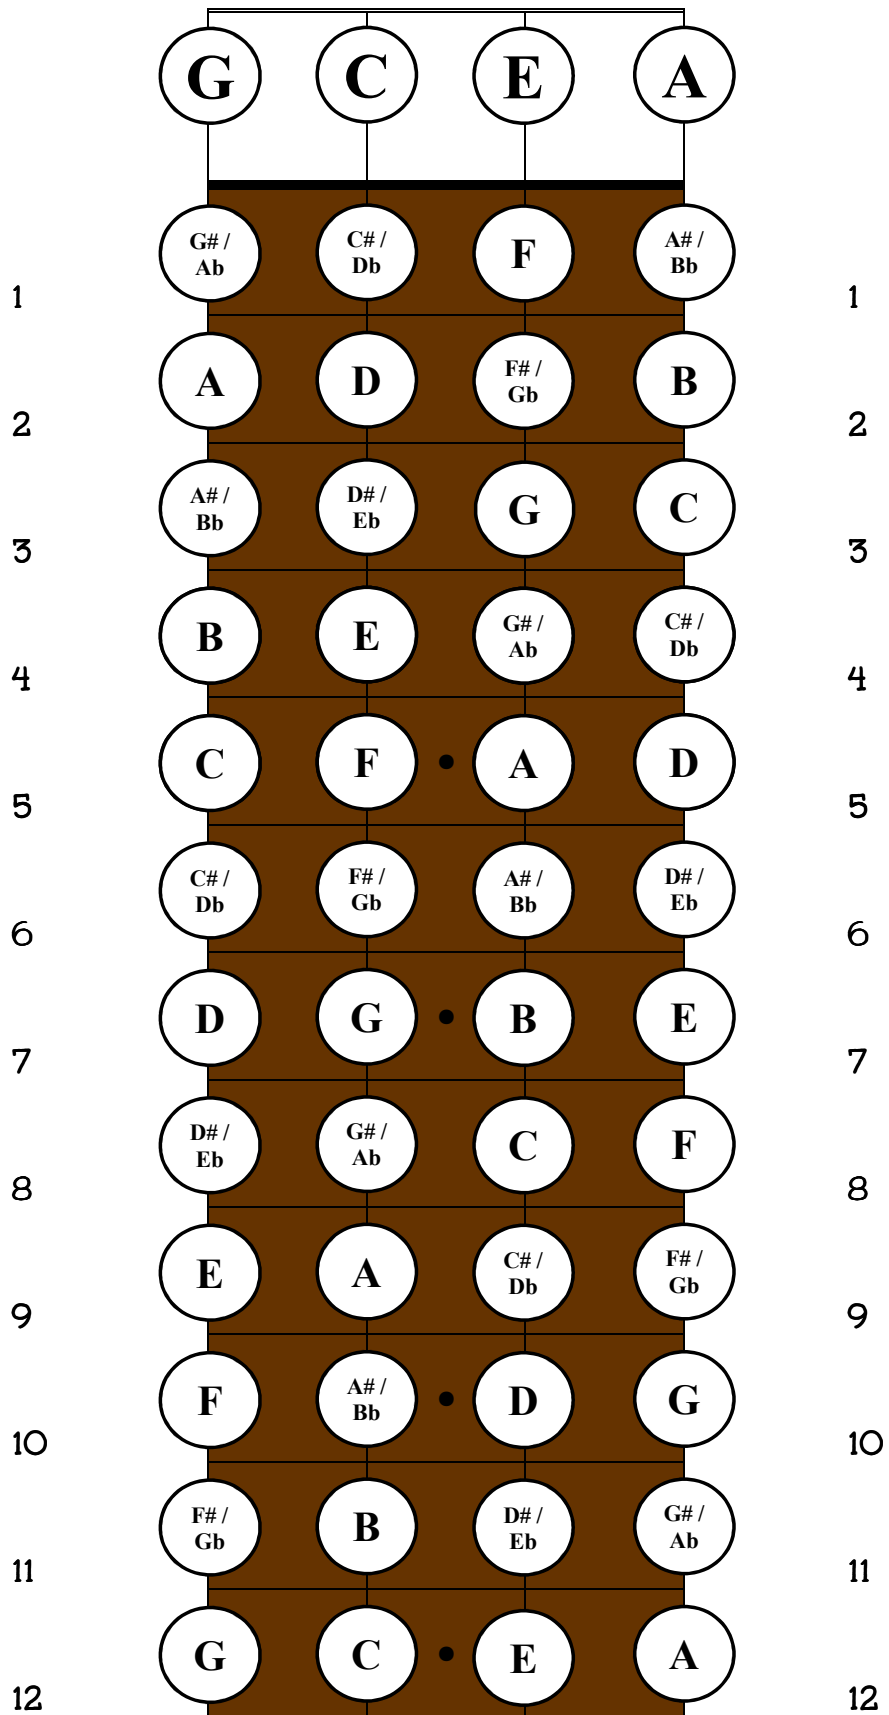 G C E A
G# / C# / F A# /
Ab Db Bb
1 1
A D F# / B
Gb
2 2
A# / D# / G C
Bb Eb
3 3
B E G# / C# /
Ab Db
4 4
C F A D
5 5
C# / F# / A# / D# /
Db Gb Bb Eb
6 6
D G B E
7 7
D# / G# / C F
Eb Ab
8 8
E A C# / F# /
Db Gb
9 9
F A# / D G
Bb
10 10
F# / B D# / G# /
Gb Eb Ab
11 11
G C E A
12 12